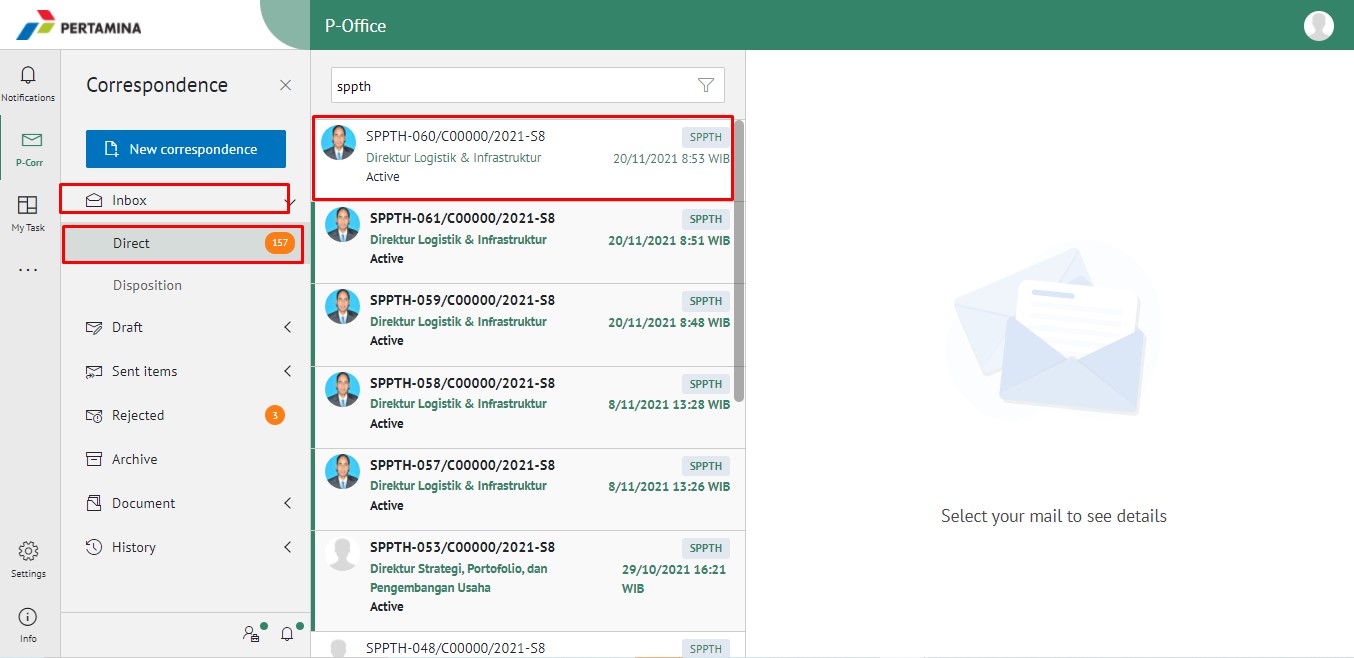 PERTAMINA
P-Office
Notifications
P-Corr
My Task
...
Settings
Info
Correspondence
New correspondence
Inbox
Direct 157
Disposition
Draft
Sent items
Rejected 3
Archive
Document
History
sppth
SPPTH-060/C00000/2021-S8 SPPTH
Direktur Logistik & Infrastruktur 20/11/2021 8:53 WIB
Active
SPPTH-061/C00000/2021-S8 SPPTH
Direktur Logistik & Infrastruktur 20/11/2021 8:51 WIB
Active
SPPTH-059/C00000/2021-S8 SPPTH
Direktur Logistik & Infrastruktur 20/11/2021 8:48 WIB
Active
SPPTH-058/C00000/2021-S8 SPPTH
Direktur Logistik & Infrastruktur 8/11/2021 13:28 WIB
Active
SPPTH-057/C00000/2021-S8 SPPTH
Direktur Logistik & Infrastruktur 8/11/2021 13:26 WIB
Active
SPPTH-053/C00000/2021-S8 SPPTH
Direktur Strategi, Portofolio, dan 29/10/2021 16:21
Pengembangan Usaha WIB
Active
SPPTH-048/C00000/2021-S8 SPPTH
Select your mail to see details